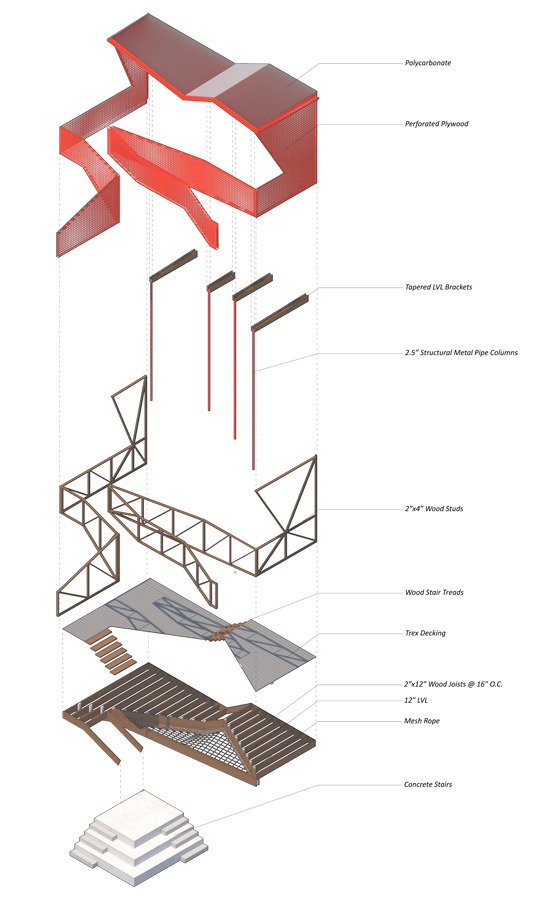 Polycarbonate
Perforated Plywood
Tapered LVL Brackets
2.5" Structural Metal Pipe Columns
2"x4" Wood Studs
Wood Stair Treads
Trex Decking
2"x12" Wood Joists @ 16" O.C.
12" LVL
Mesh Rope
Concrete Stairs